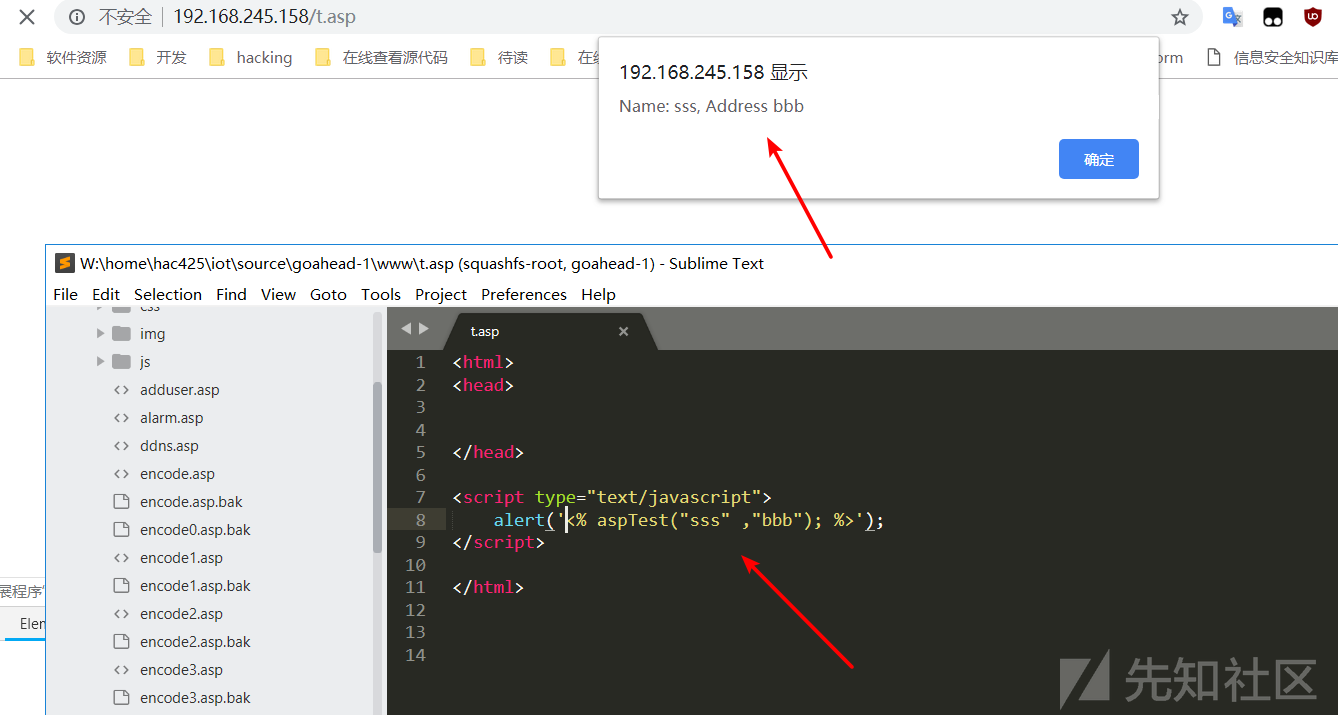 不安全 192.168.245.158/t.asp
软件资源 开发 hacking 在线查看源代码 待读 orm 信息安全知识库
192.168.245.158 显示
Name: sss, Address bbb
确定
W:\home\hac425\iot\source\goahead-1\www\t.asp (squashfs-root, goahead-1) - Sublime Text
File Edit Selection Find View Goto Tools Project Preferences Help
css
img
js
adduser.asp
alarm.asp
ddns.asp
encode.asp
encode.asp.bak
encode0.asp.bak
encode1.asp
encode1.asp.bak
encode2.asp
encode2.asp.bak
encode3.asp
encode3.asp.bak
展程序
Elem
t.asp
1 <html>
2 <head>
3
4
5 </head>
6
7 <script type="text/javascript">
8 alert('<% aspTest("sss" ,"bbb"); %>');
9 </script>
10
11 </html>
12
13
14
先知社区